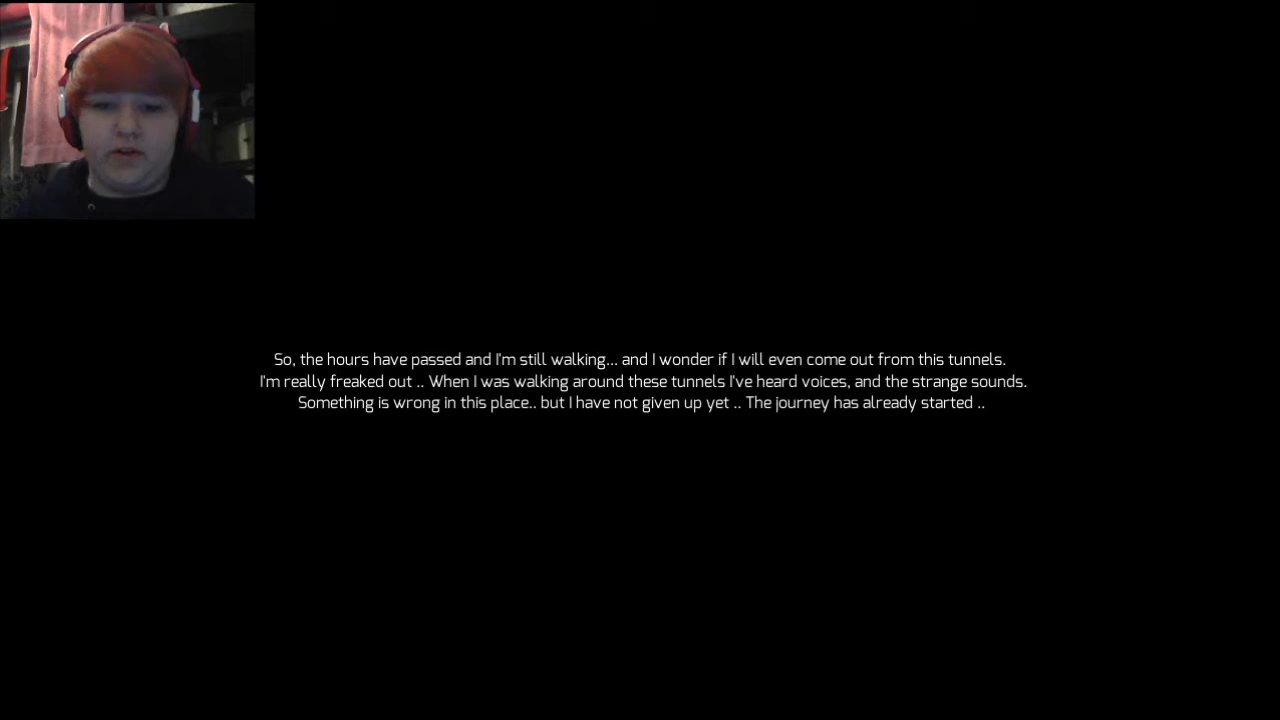 So, the hours have passed and I'm still walking... and I wonder if I will even come out from this tunnels.
I'm really freaked out .. When I was walking around these tunnels I've heard voices, and the strange sounds.
Something is wrong in this place.. but I have not given up yet .. The journey has already started ..